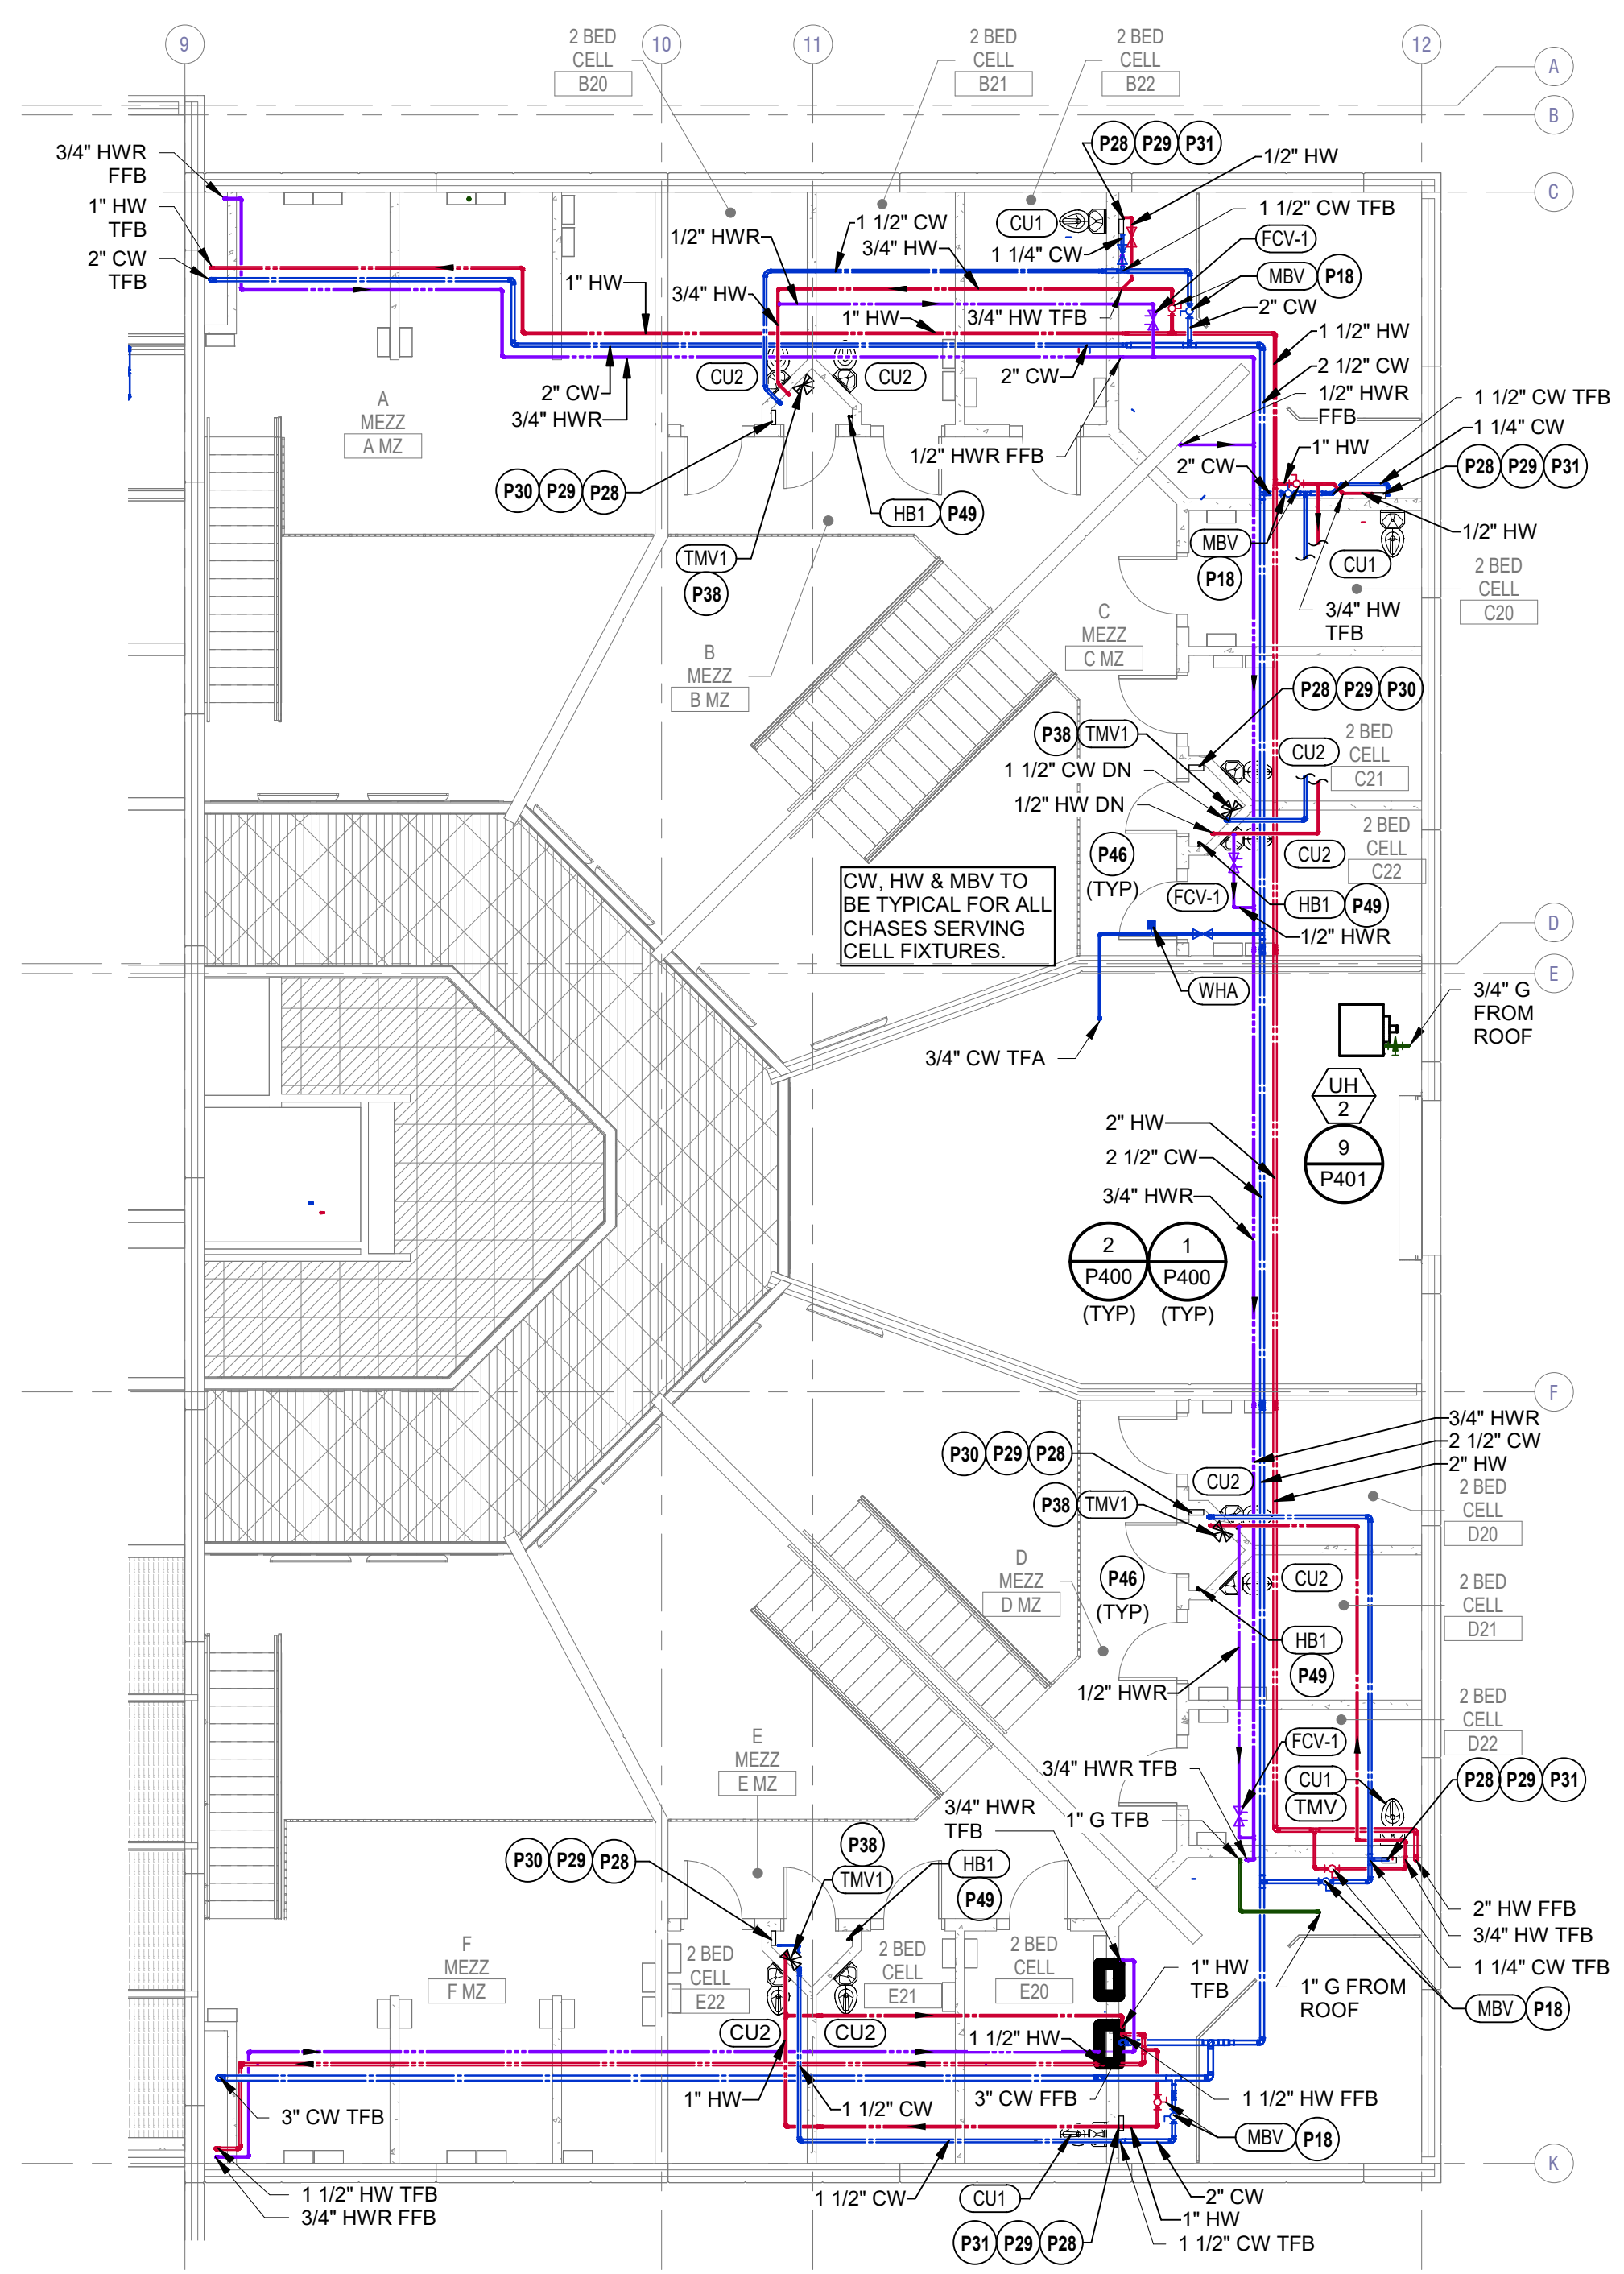 9
10
11
12
A
B
C
D
E
F
K
2 BED
CELL
B20
2 BED
CELL
B21
2 BED
CELL
B22
3/4" HWR
FFB
1" HW
TFB
2" CW
TFB
P28 P29 P31
1/2" HW
1 1/2" CW TFB
FCV-1
MBV P18
2" CW
CU1
1 1/4" CW
1 1/2" CW
3/4" HW
1/2" HWR
3/4" HW
1" HW
1" HW
3/4" HW TFB
2" CW
2" CW
3/4" HWR
CU2
CU2
1/2" HWR FFB
1 1/2" HW
2 1/2" CW
1/2" HWR
FFB
1 1/2" CW TFB
1 1/4" CW
1" HW
2" CW
P28 P29 P31
1/2" HW
MBV
P18
CU1
3/4" HW
TFB
2 BED
CELL
C20
A
MEZZ
A MZ
P30 P29 P28
HB1 P49
TMV1
P38
B
MEZZ
B MZ
C
MEZZ
C MZ
P28 P29 P30
P38 TMV1
1 1/2" CW DN
1/2" HW DN
CU2
2 BED
CELL
C21
2 BED
CELL
C22
P46
(TYP)
CU2
FCV-1
HB1 P49
1/2" HWR
CW, HW & MBV TO
BE TYPICAL FOR ALL
CHASES SERVING
CELL FIXTURES.
WHA
3/4" CW TFA
3/4" G
FROM
ROOF
UH
2
9
P401
2" HW
2 1/2" CW
3/4" HWR
2
P400
(TYP)
1
P400
(TYP)
3/4" HWR
2 1/2" CW
2" HW
P30 P29 P28
P38 TMV1
CU2
2 BED
CELL
D20
D
MEZZ
D MZ
P46
(TYP)
CU2
2 BED
CELL
D21
HB1
P49
1/2" HWR
2 BED
CELL
D22
FCV-1
CU1
TMV
P28 P29 P31
E
MEZZ
E MZ
3/4" HWR TFB
3/4" HWR
TFB
1" G TFB
P30 P29 P28
P38
TMV1
HB1
P49
2" HW FFB
3/4" HW TFB
1 1/4" CW TFB
MBV P18
1" G FROM
ROOF
F
MEZZ
F MZ
2 BED
CELL
E22
2 BED
CELL
E21
2 BED
CELL
E20
1" HW
TFB
CU2
CU2
1 1/2" HW
1" HW
1 1/2" CW
3" CW FFB
1 1/2" HW FFB
3" CW TFB
MBV P18
1 1/2" HW TFB
3/4" HWR FFB
1 1/2" CW
CU1
2" CW
1" HW
1 1/2" CW TFB
P31 P29 P28